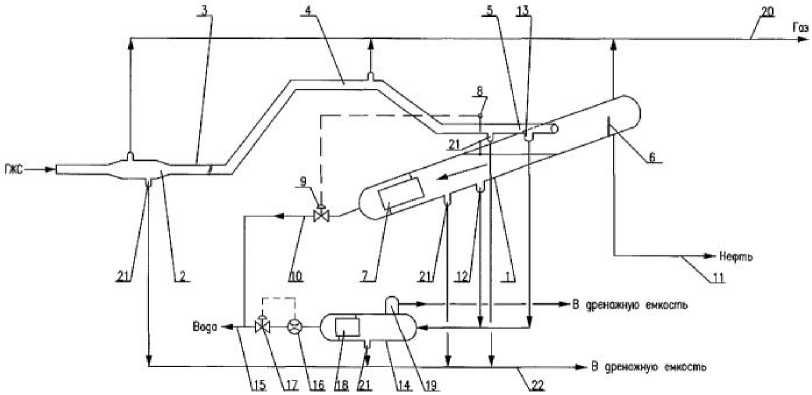 3 4 5 13 20
Газ
8
21
6
ГЖС
9
21 2 10 7 21 12 1 11
Нефть
В дренажную емкость
Вода
15 17 16 18 21 14 19 22
В дренажную емкость